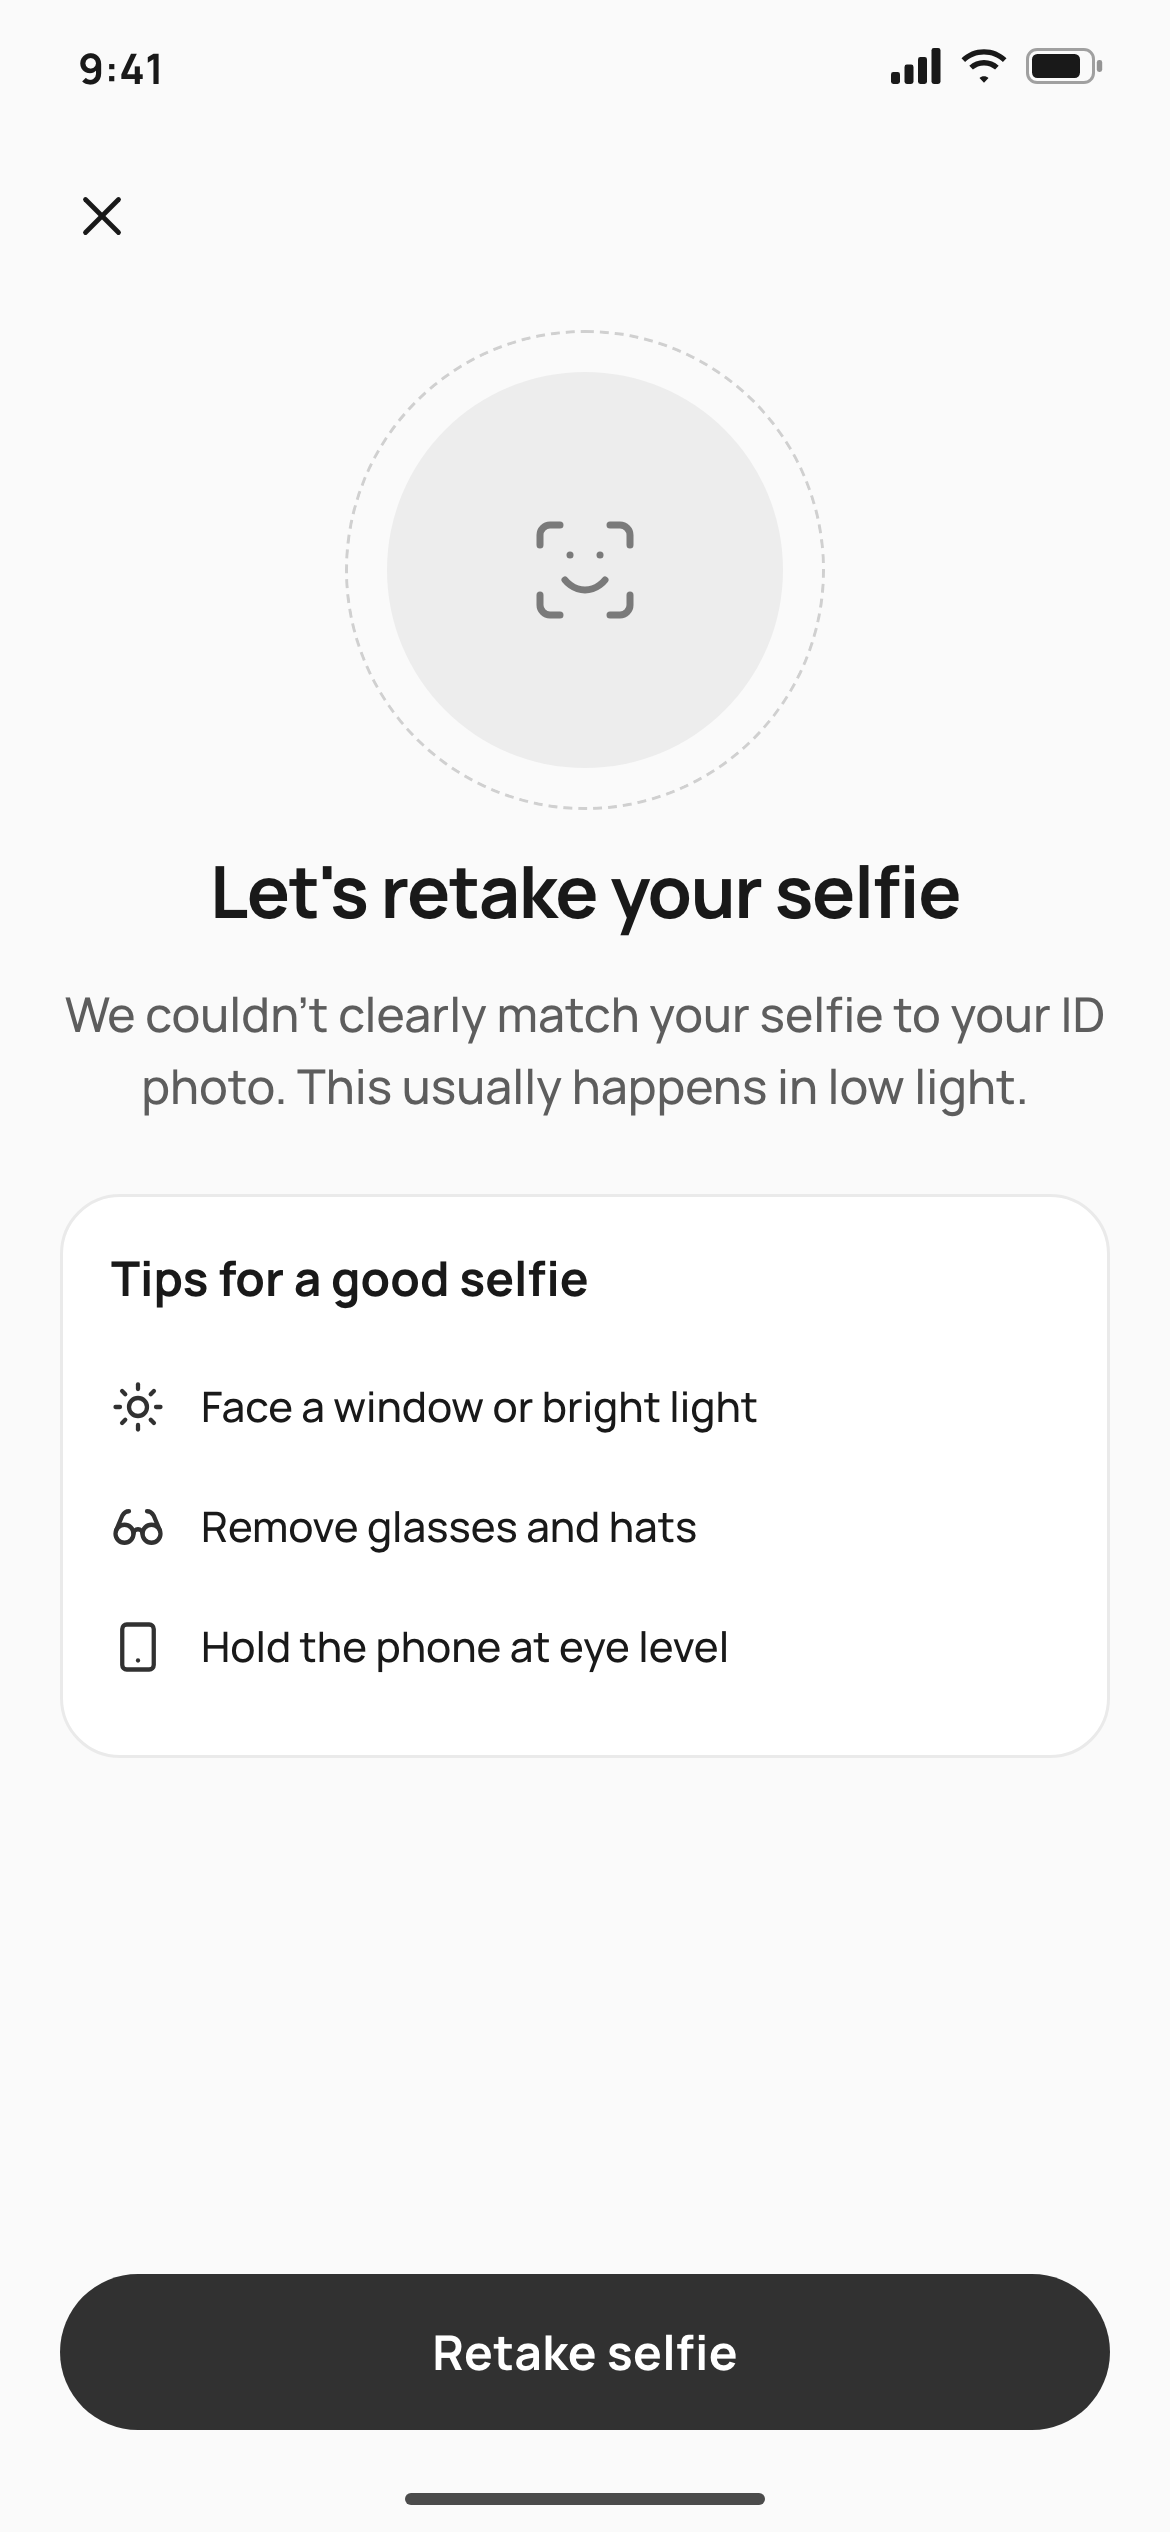 9:41
Let's retake your selfie
We couldn’t clearly match your selfie to your ID
photo. This usually happens in low light.
Tips for a good selfie
Face a window or bright light
Remove glasses and hats
Hold the phone at eye level
Retake selfie